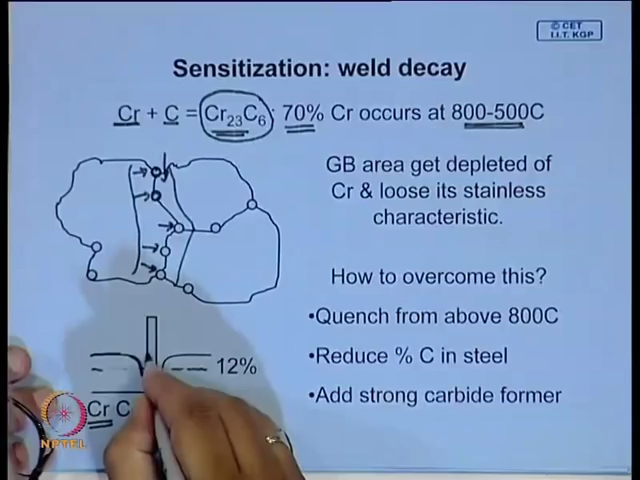 © CET
I.I.T. KGP
Sensitization: weld decay
Cr + C = Cr23C6: 70% Cr occurs at 800-500C
GB area get depleted of
Cr & loose its stainless
characteristic.
How to overcome this?
•Quench from above 800C
•Reduce % C in steel
•Add strong carbide former
12%
Cr C
NPTEL